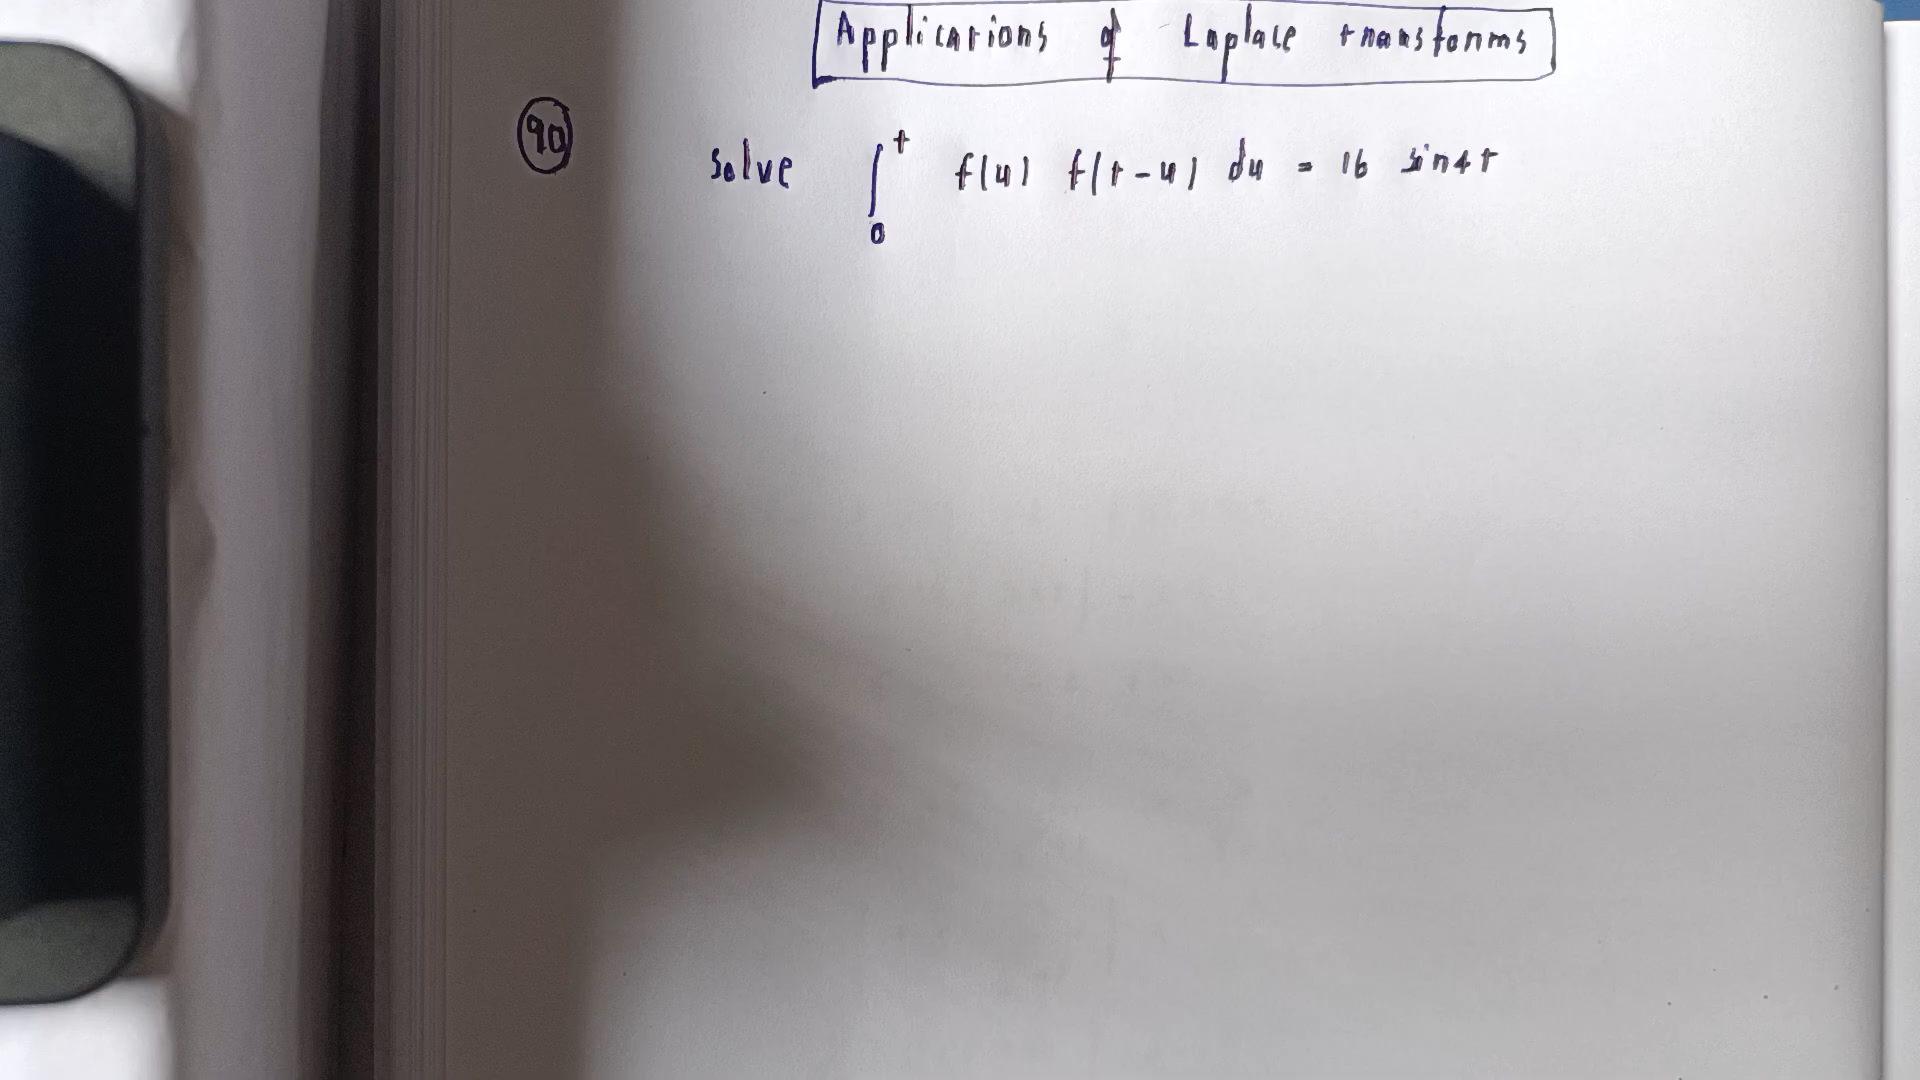 Applications of Laplace transforms
90
Solve ∫₀ᵗ f(u) f(t-u) du = 16 sin4t